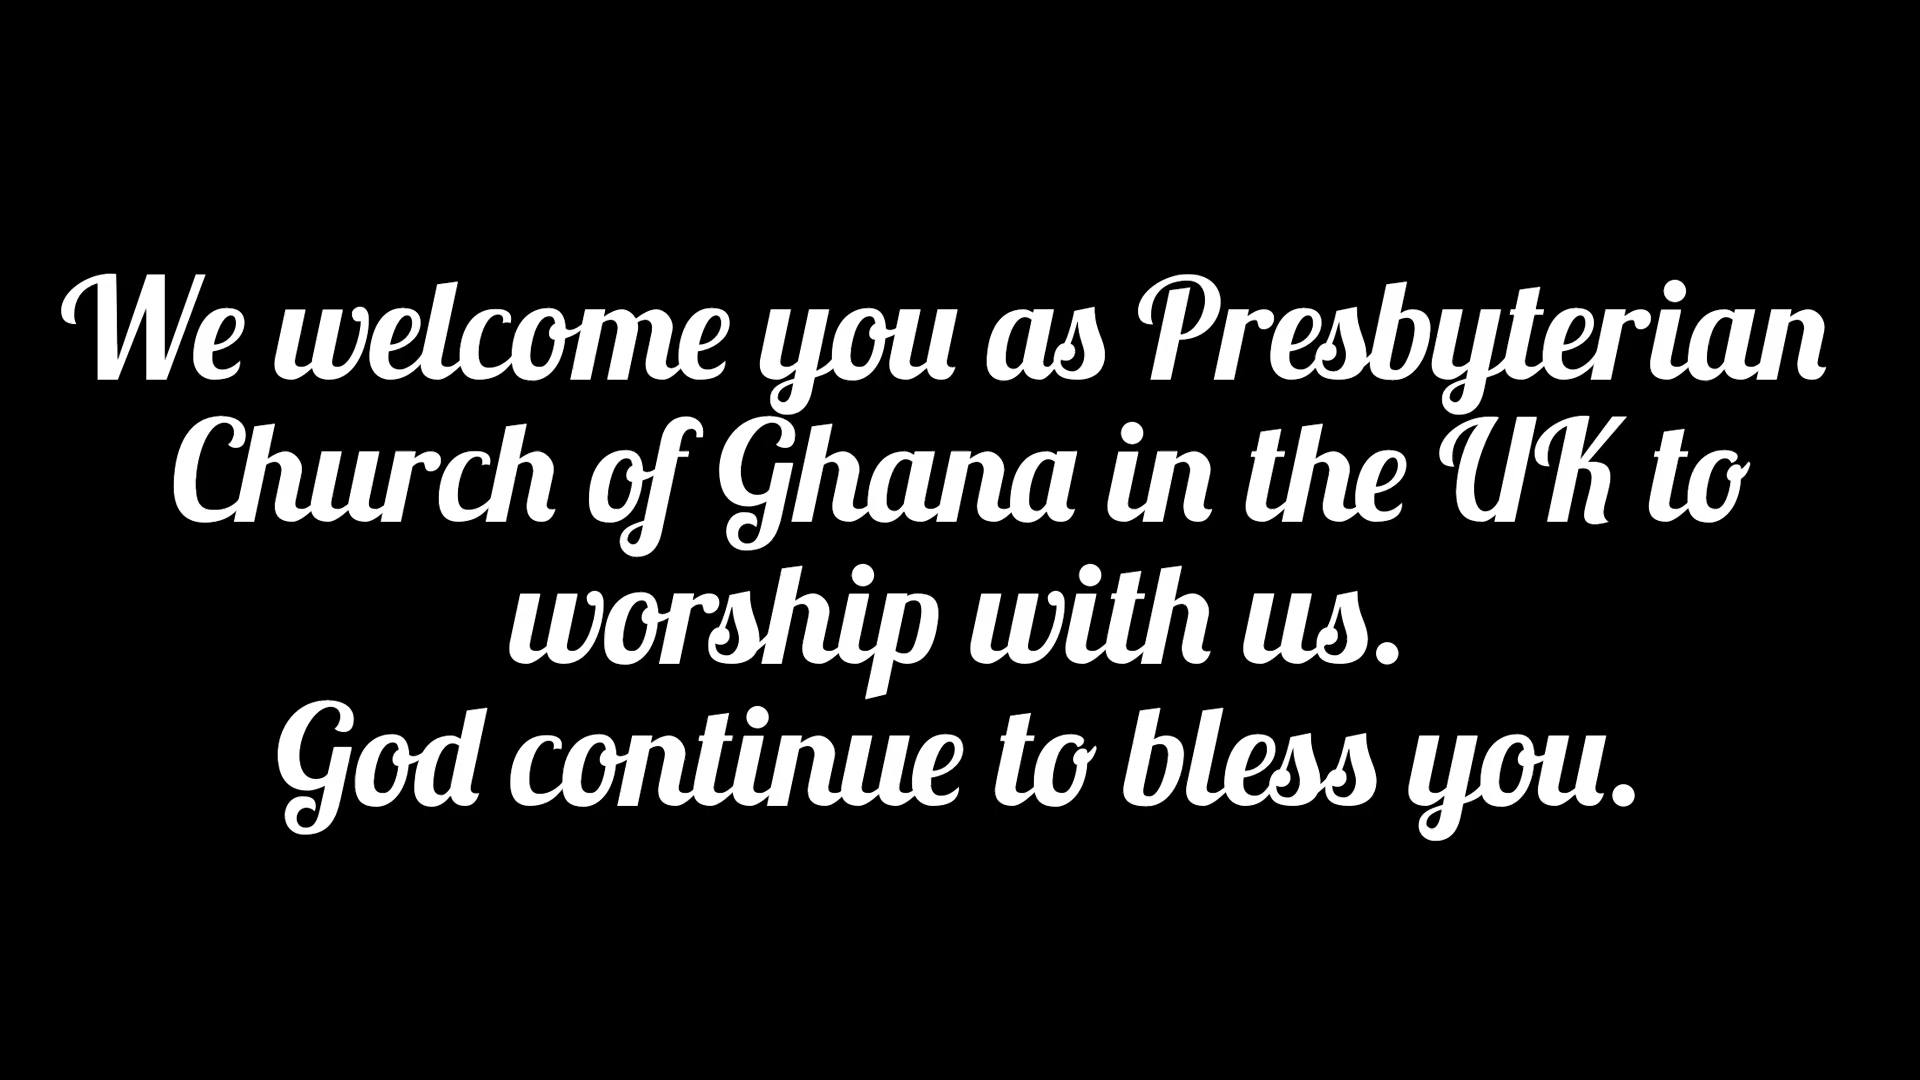 We welcome you as Presbyterian
Church of Ghana in the UK to
worship with us.
God continue to bless you.